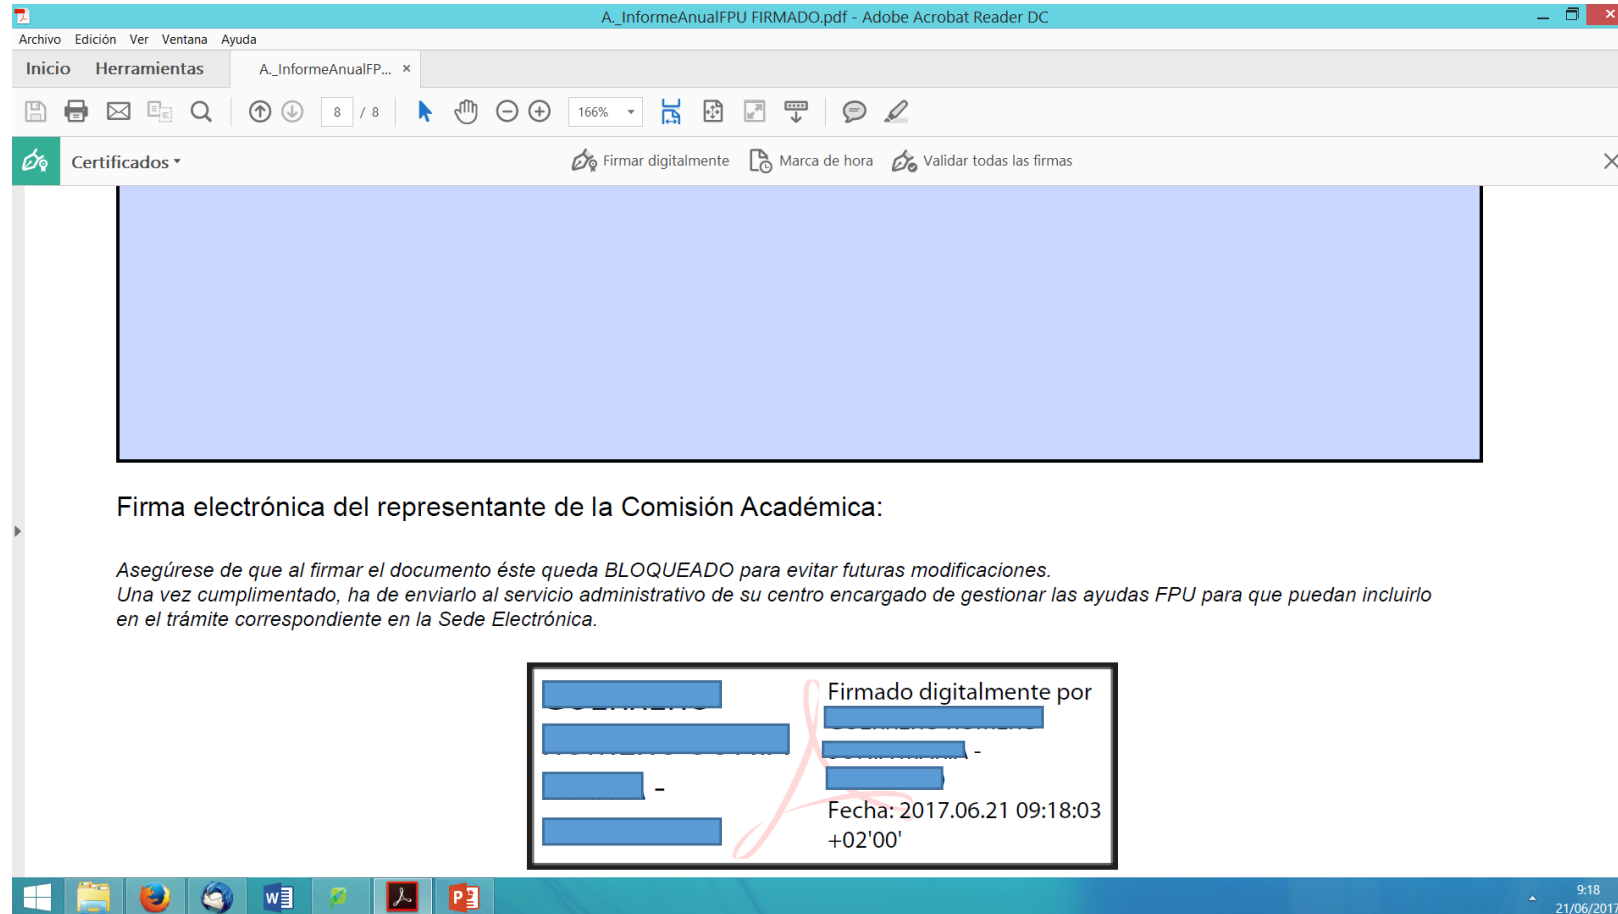 A._InformeAnualFPU FIRMADO.pdf - Adobe Acrobat Reader DC
Archivo Edición Ver Ventana Ayuda
Inicio Herramientas A._InformeAnualFP... ×
8 / 8 166%
Certificados Firmar digitalmente Marca de hora Validar todas las firmas
Firma electrónica del representante de la Comisión Académica:
Asegúrese de que al firmar el documento éste queda BLOQUEADO para evitar futuras modificaciones.
Una vez cumplimentado, ha de enviarlo al servicio administrativo de su centro encargado de gestionar las ayudas FPU para que puedan incluirlo
en el trámite correspondiente en la Sede Electrónica.
-
Firmado digitalmente por
-
Fecha: 2017.06.21 09:18:03
+02'00'
9:18
21/06/2017